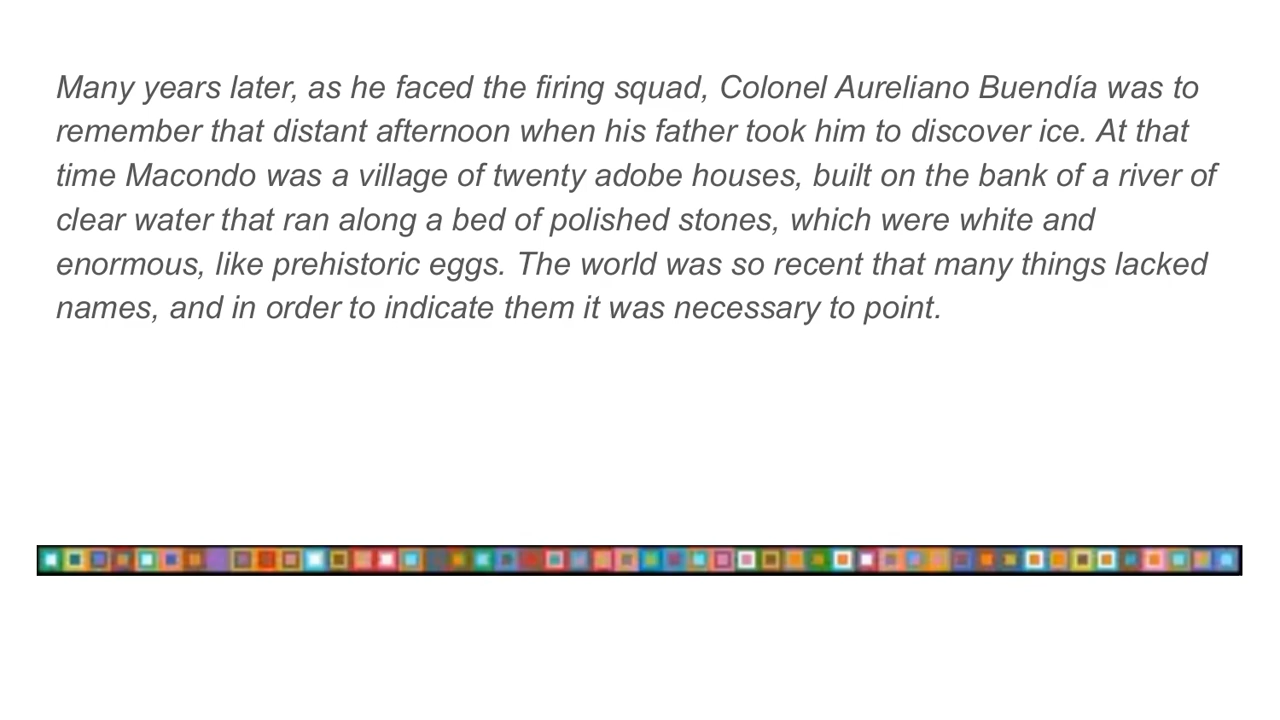 Many years later, as he faced the firing squad, Colonel Aureliano Buendía was to
remember that distant afternoon when his father took him to discover ice. At that
time Macondo was a village of twenty adobe houses, built on the bank of a river of
clear water that ran along a bed of polished stones, which were white and
enormous, like prehistoric eggs. The world was so recent that many things lacked
names, and in order to indicate them it was necessary to point.